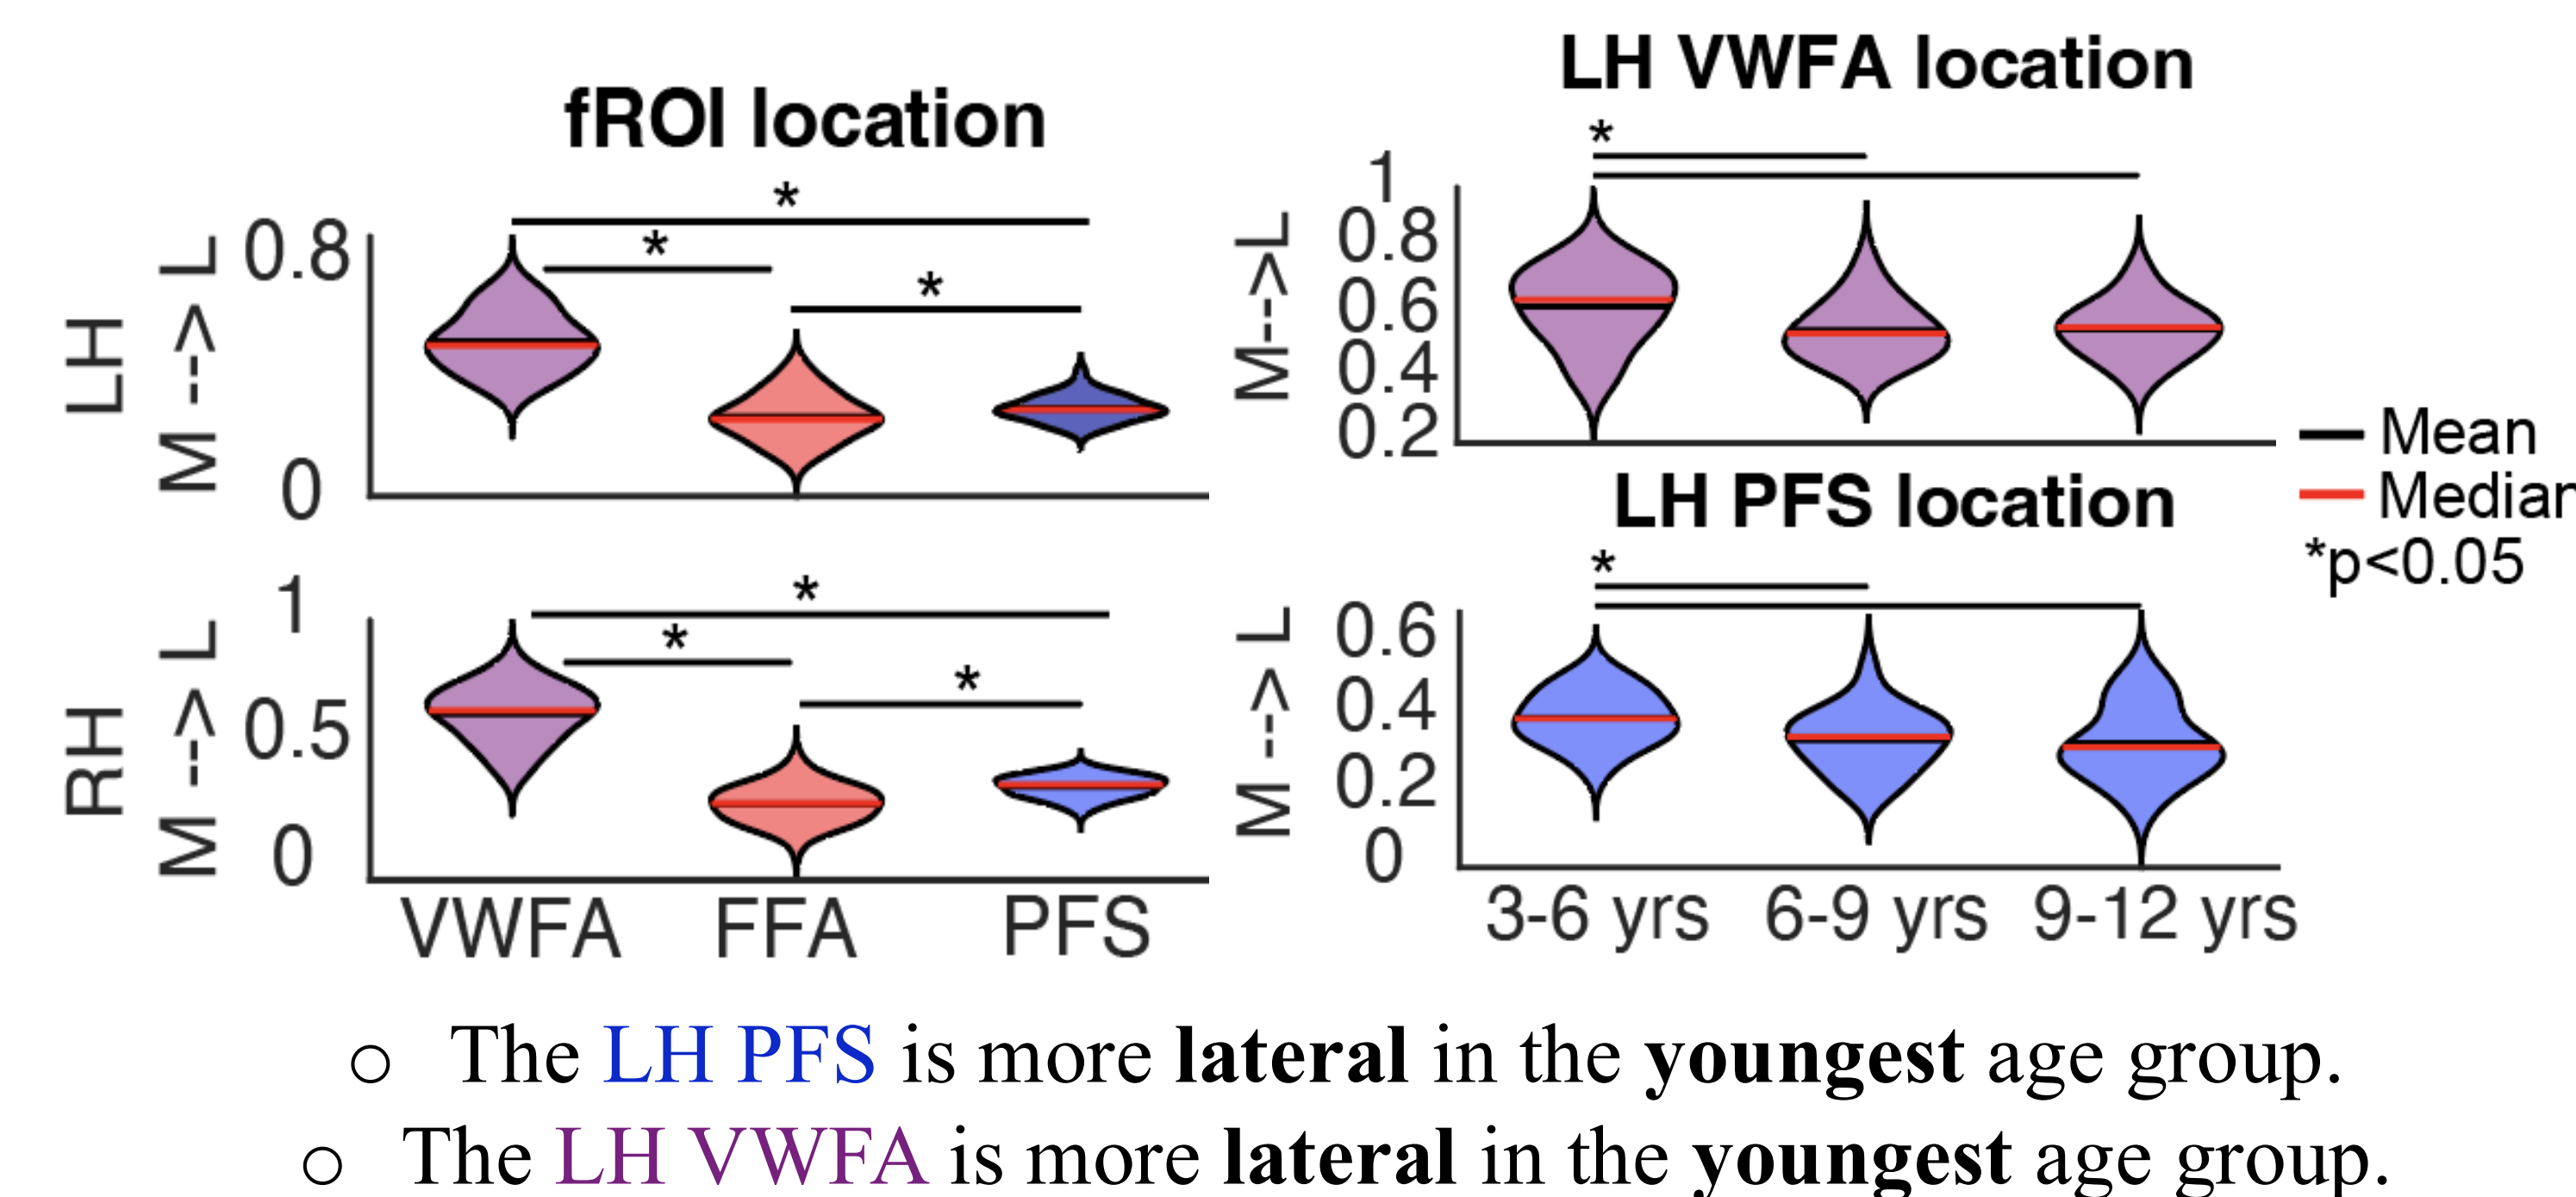 fROI location
*
*
*
LH
M --> L
0.8
0
*
*
*
RH
M --> L
1
0.5
0
VWFA FFA PFS
LH VWFA location
*
M-->L
1
0.8
0.6
0.4
0.2
LH PFS location
*
M --> L
0.6
0.4
0.2
0
3-6 yrs 6-9 yrs 9-12 yrs
Mean
Median
*p<0.05
○ The LH PFS is more lateral in the youngest age group.
○ The LH VWFA is more lateral in the youngest age group.